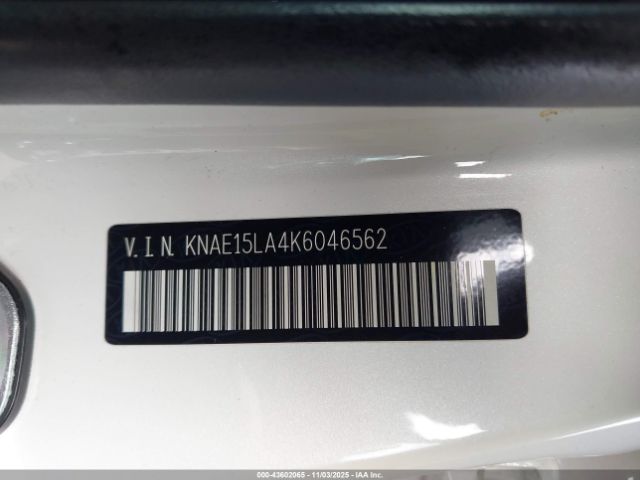 V.I.N. KNAE15LA4K6046562
000-43602065 - 11/03/2025 - IAA Inc.